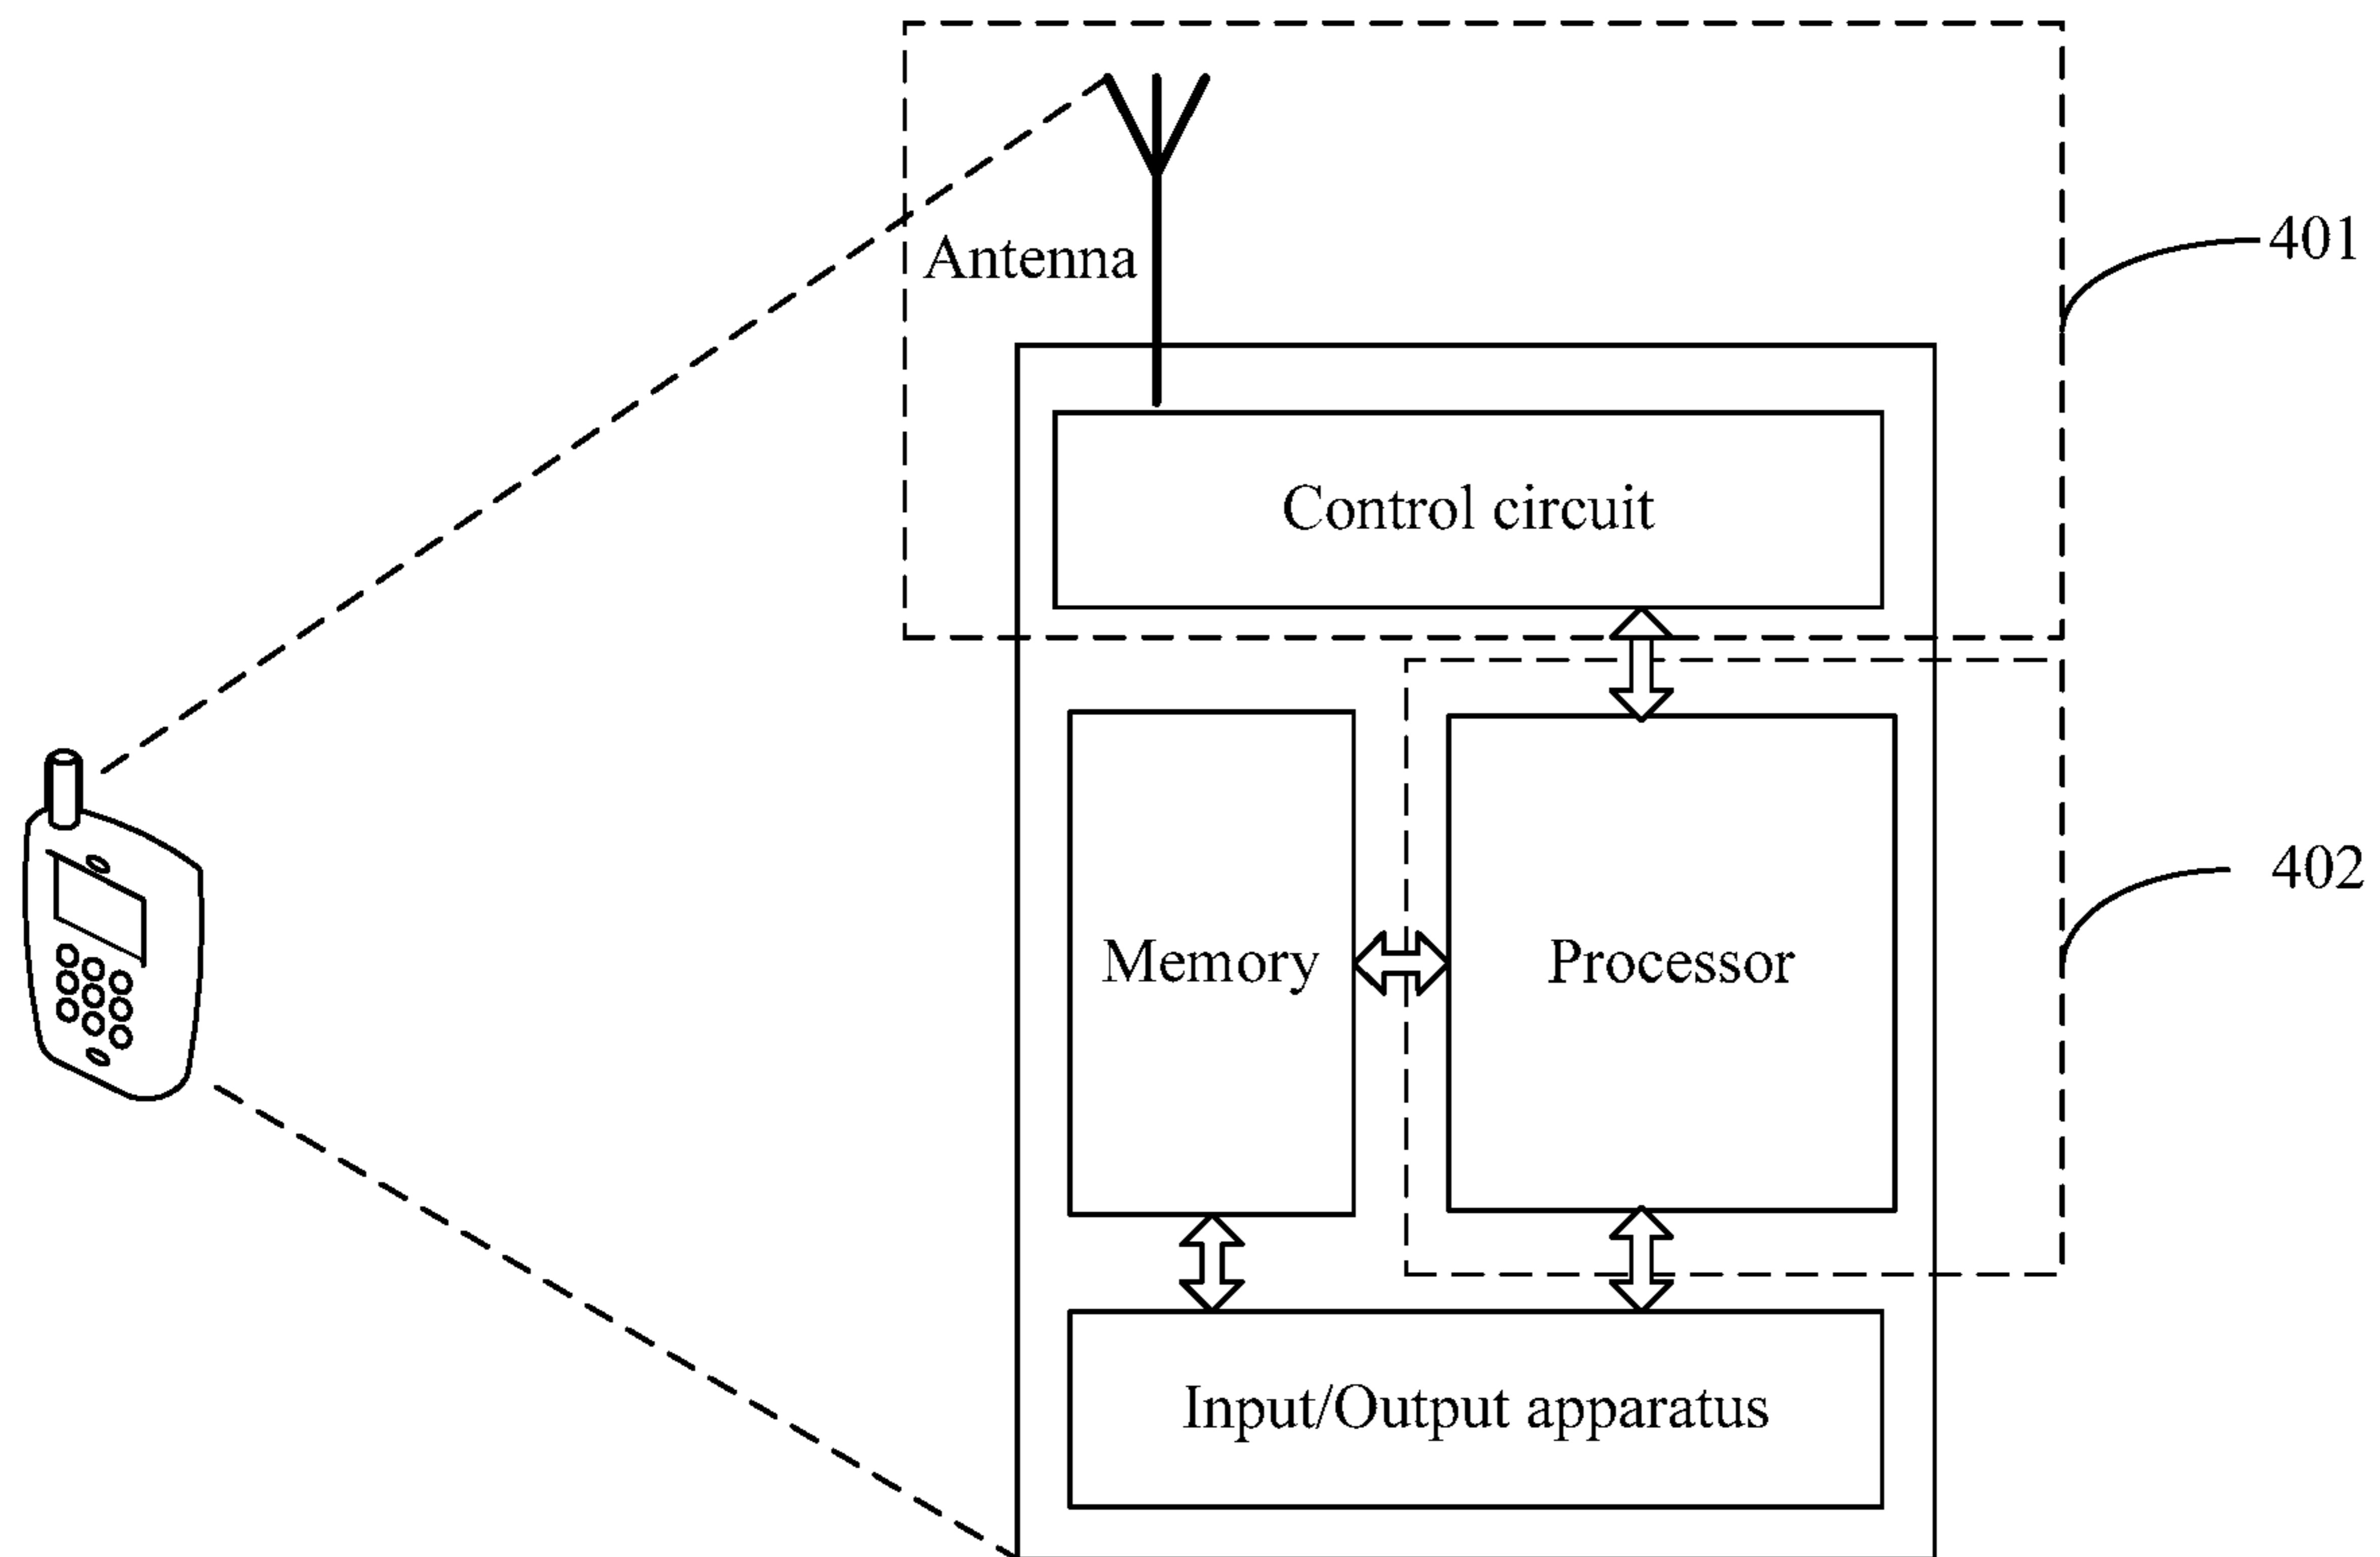 Antenna
401
Control circuit
402
Memory
Processor
Input/Output apparatus